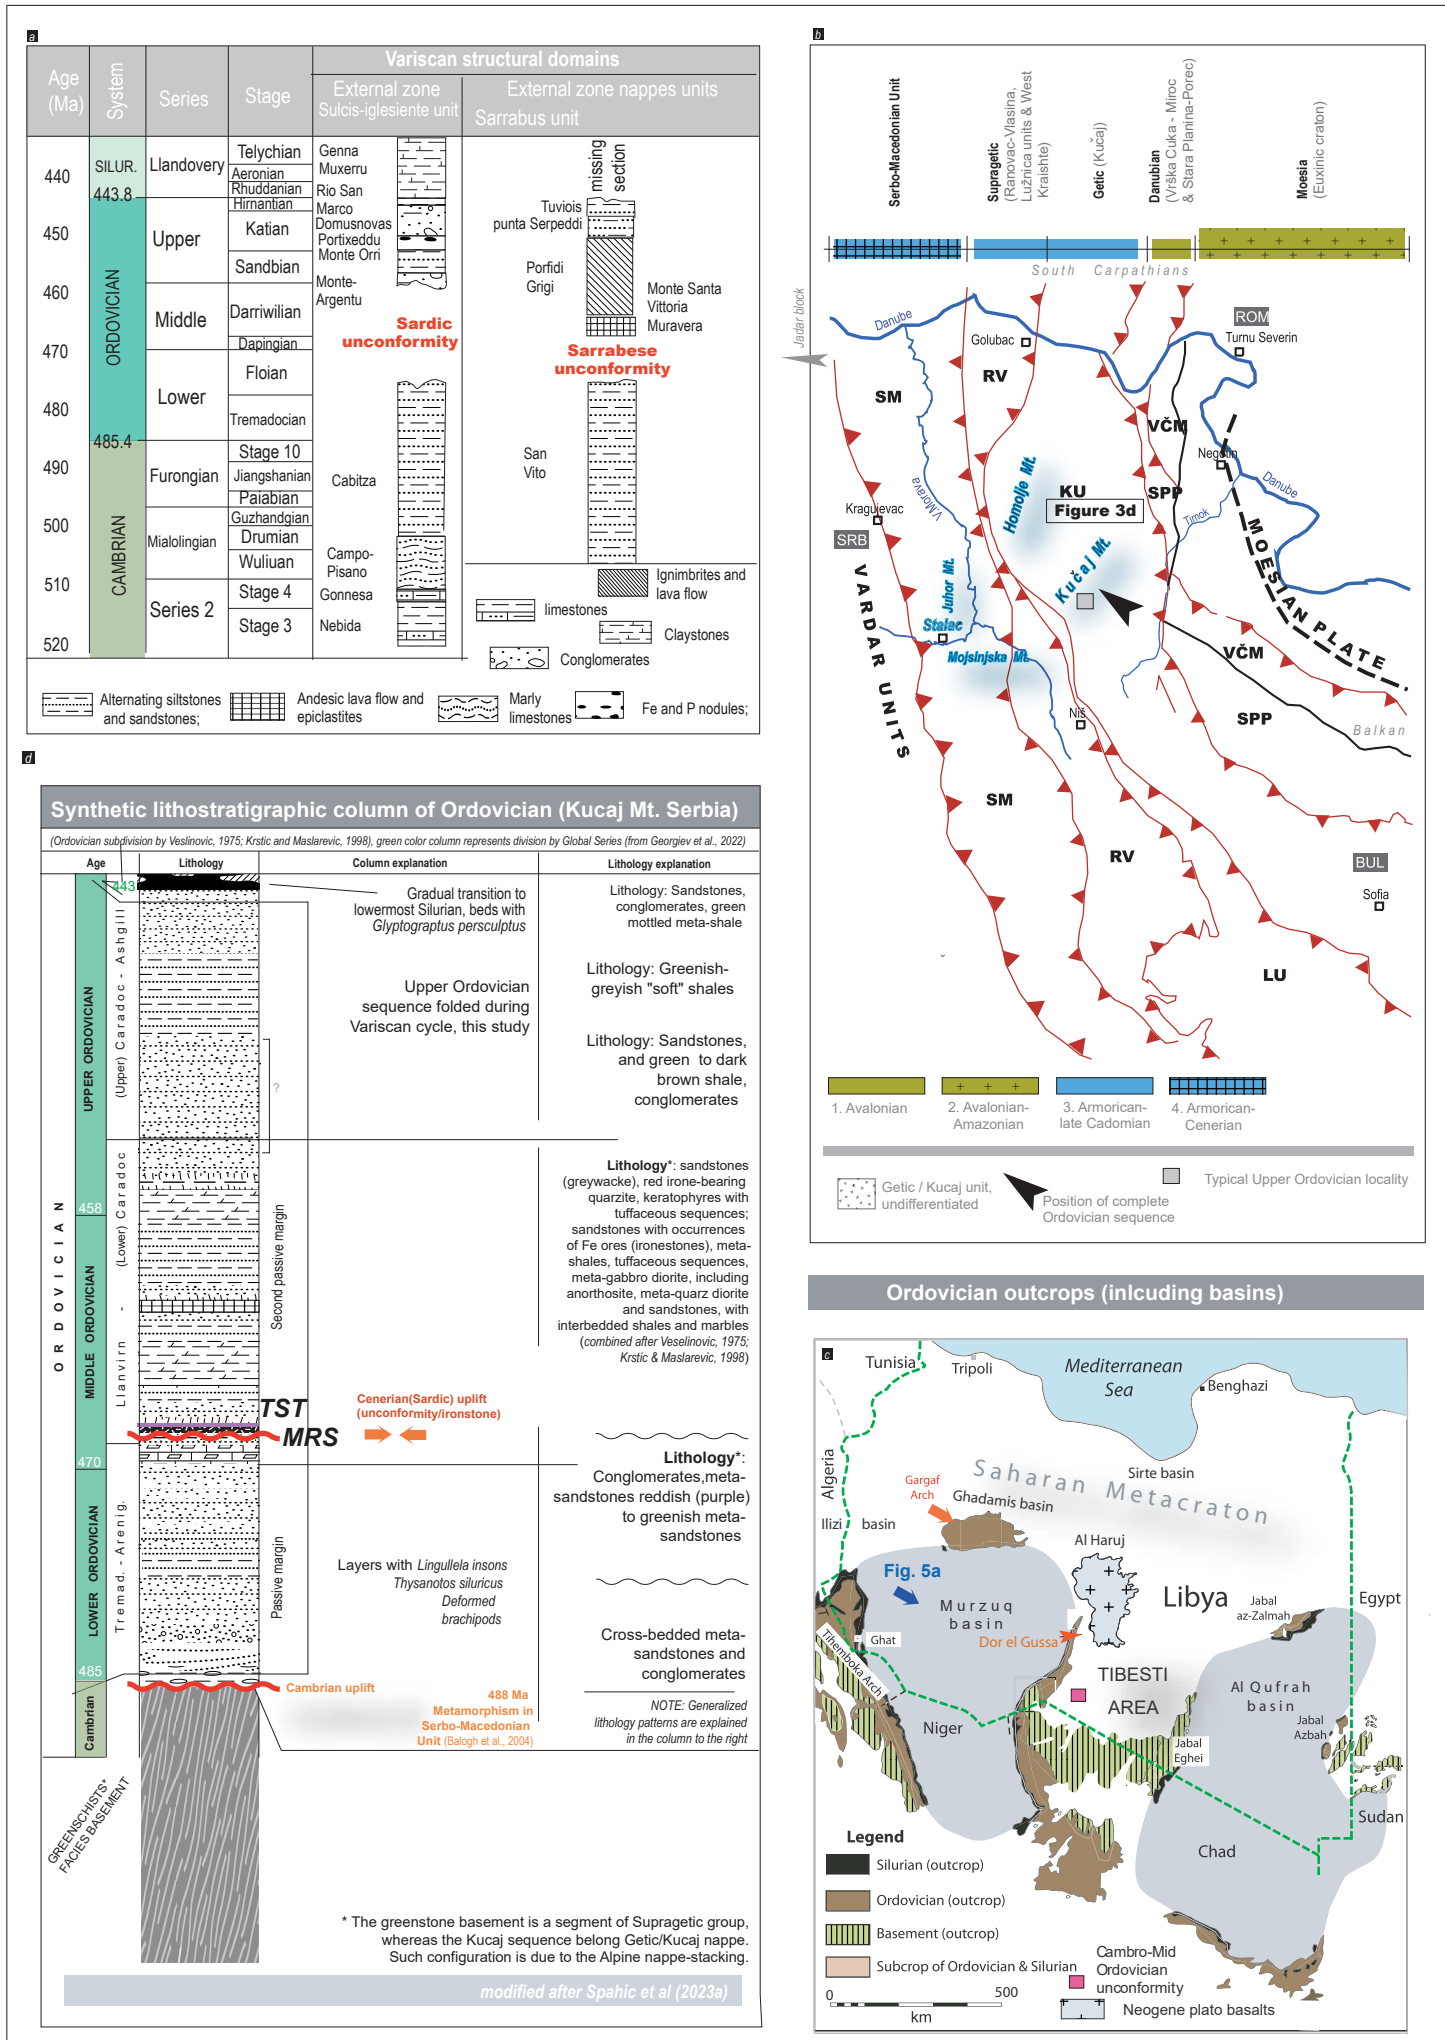 a
Age
(Ma)
System
Series
Stage
Variscan structural domains
External zone
Sulcis-iglesiente unit
External zone nappes units
Sarrabus unit
440
450
460
470
480
490
500
510
520
SILUR.
443.8
ORDOVICIAN
485.4
CAMBRIAN
Llandovery
Upper
Middle
Lower
Furongian
Mialolingian
Series 2
Telychian
Aeronian
Rhuddanian
Hirnantian
Katian
Sandbian
Darriwilian
Dapingian
Floian
Tremadocian
Stage 10
Jiangshanian
Paiabian
Guzhandgian
Drumian
Wuliuan
Stage 4
Stage 3
Genna
Muxerru
Rio San
Marco
Domusnovas
Portixeddu
Monte Orri
Monte-
Argentu
Sardic
unconformity
Cabitza
Campo-
Pisano
Gonnesa
Nebida
missing
section
Tuviois
punta Serpeddi
Porfidi
Grigi
Monte Santa
Vittoria
Muravera
Sarrabese
unconformity
San
Vito
Ignimbrites and
lava flow
limestones
Claystones
Conglomerates
Alternating siltstones
and sandstones;
Andesic lava flow and
epiclastites
Marly
limestones
Fe and P nodules;
b
Serbo-Macedonian Unit
Supragetic
(Ranovac-Vlasina,
Lužnica units & West
Kraishte)
Getic (Kučaj)
Danubian
(Vrška Cuka - Miroc
& Stara Planina-Porec)
Moesia
(Euxinic craton)
South Carpathians
Jadar block
Danube
Golubac
ROM
Turnu Severin
SM
RV
VČM
Negotin
Danube
V.Morava
Homolje Mt.
KU
SPP
Figure 3d
Timok
Kragujevac
SRB
VARDAR UNITS
Juhor Mt.
Stalac
Kučaj Mt.
MOESIAN PLATE
Mojsinjska Mt.
VČM
Niš
SPP
Balkan
SM
RV
BUL
Sofia
LU
1. Avalonian
2. Avalonian-
Amazonian
3. Armorican-
late Cadomian
4. Armorican-
Cenerian
Getic / Kucaj unit,
undifferentiated
Position of complete
Ordovician sequence
Typical Upper Ordovician locality
d
Synthetic lithostratigraphic column of Ordovician (Kucaj Mt. Serbia)
(Ordovician subdivision by Veslinovic, 1975; Krstic and Maslarevic, 1998), green color column represents division by Global Series (from Georgiev et al., 2022)
Age
Lithology
Column explanation
Lithology explanation
443
458
470
485
ORDOVICIAN
UPPER ORDOVICIAN
MIDDLE ORDOVICIAN
LOWER ORDOVICIAN
Cambrian
(Upper) Caradoc - Ashgill
Llanvirn - (Lower) Caradoc
Tremad. - Arenig.
?
Second passive margin
Passive margin
Gradual transition to
lowermost Silurian, beds with
Glyptograptus persculptus
Upper Ordovician
sequence folded during
Variscan cycle, this study
TST
MRS
Cenerian(Sardic) uplift
(unconformity/ironstone)
Layers with Lingullela insons
Thysanotos siluricus
Deformed
brachipods
Cambrian uplift
488 Ma
Metamorphism in
Serbo-Macedonian
Unit (Balogh et al., 2004)
Lithology: Sandstones,
conglomerates, green
mottled meta-shale
Lithology: Greenish-
greyish "soft" shales
Lithology: Sandstones,
and green to dark
brown shale,
conglomerates
Lithology*: sandstones
(greywacke), red irone-bearing
quarzite, keratophyres with
tuffaceous sequences;
sandstones with occurrences
of Fe ores (ironestones), meta-
shales, tuffaceous sequences,
meta-gabbro diorite, including
anorthosite, meta-quarz diorite
and sandstones, with
interbedded shales and marbles
(combined after Veselinovic, 1975;
Krstic & Maslarevic, 1998)
Lithology*:
Conglomerates,meta-
sandstones reddish (purple)
to greenish meta-
sandstones
Cross-bedded meta-
sandstones and
conglomerates
NOTE: Generalized
lithology patterns are explained
in the column to the right
GREENSCHISTS*
FACIES BASEMENT
* The greenstone basement is a segment of Supragetic group,
whereas the Kucaj sequence belong Getic/Kucaj nappe.
Such configuration is due to the Alpine nappe-stacking.
modified after Spahic et al (2023a)
Ordovician outcrops (inlcuding basins)
c
Tunisia
Tripoli
Mediterranean
Sea
Benghazi
Algeria
Sirte basin
Saharan Metacraton
Gargaf
Arch
Ghadamis basin
Ilizi basin
Al Haruj
Fig. 5a
Libya
Egypt
Murzuq
basin
Jabal
az-Zalmah
Ghat
Dor el Gussa
Tihemboka Arch
TIBESTI
AREA
Al Qufrah
basin
Niger
Jabal
Eghei
Jabal
Azbah
Sudan
Chad
Legend
Silurian (outcrop)
Ordovician (outcrop)
Basement (outcrop)
Subcrop of Ordovician & Silurian
Cambro-Mid
Ordovician
unconformity
Neogene plato basalts
0
500
km